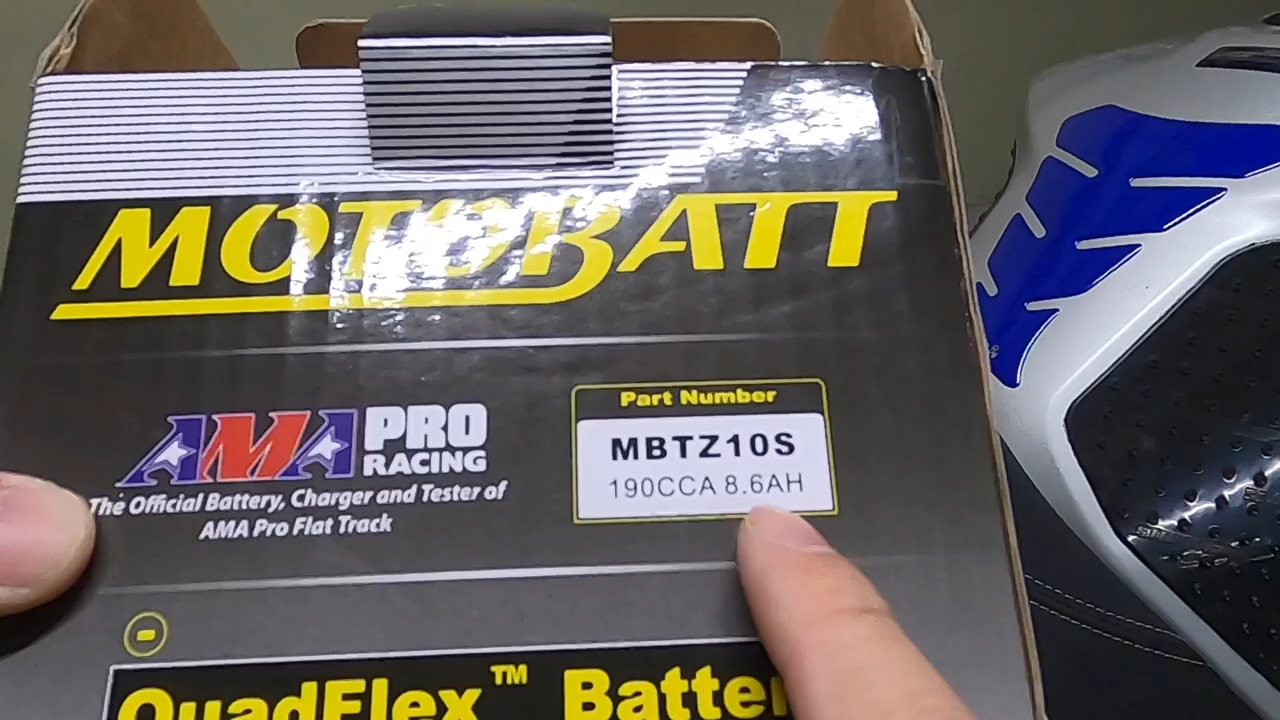 MOTOBATT
AMA PRO RACING
The Official Battery, Charger and Tester of
AMA Pro Flat Track
Part Number
MBTZ10S
190CCA 8.6AH
QuadFlex™